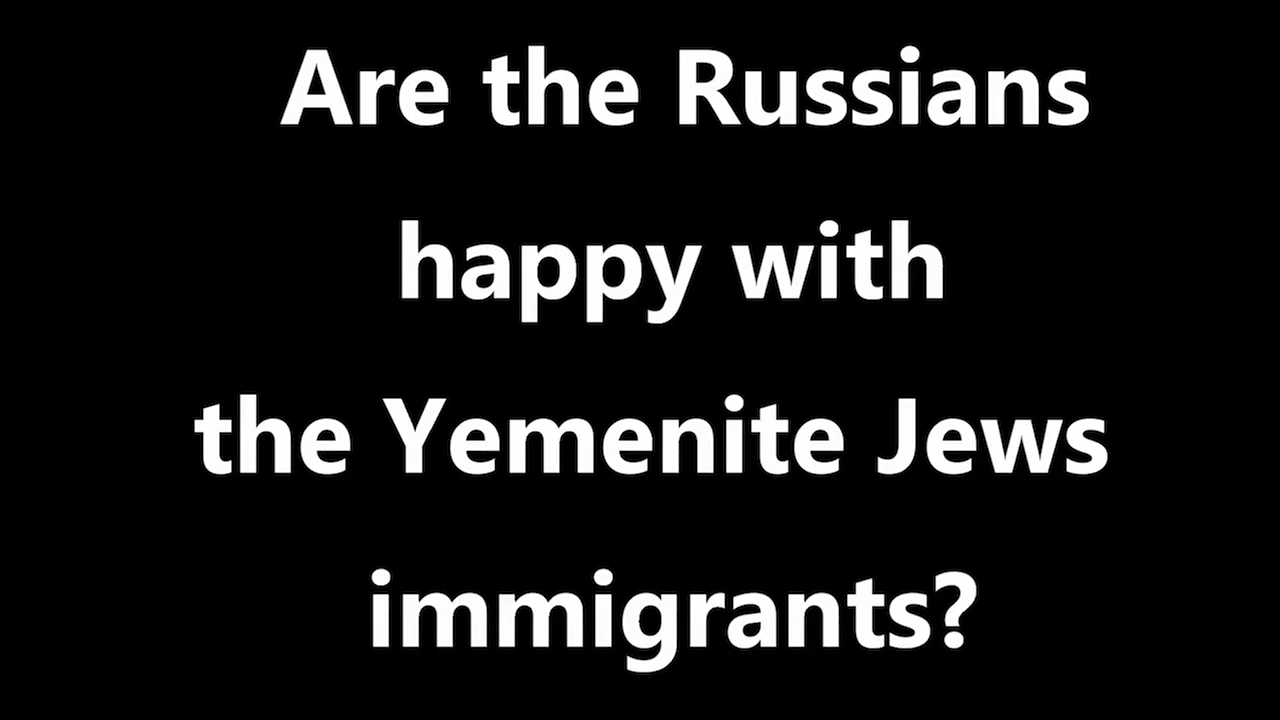 Are the Russians
happy with
the Yemenite Jews
immigrants?